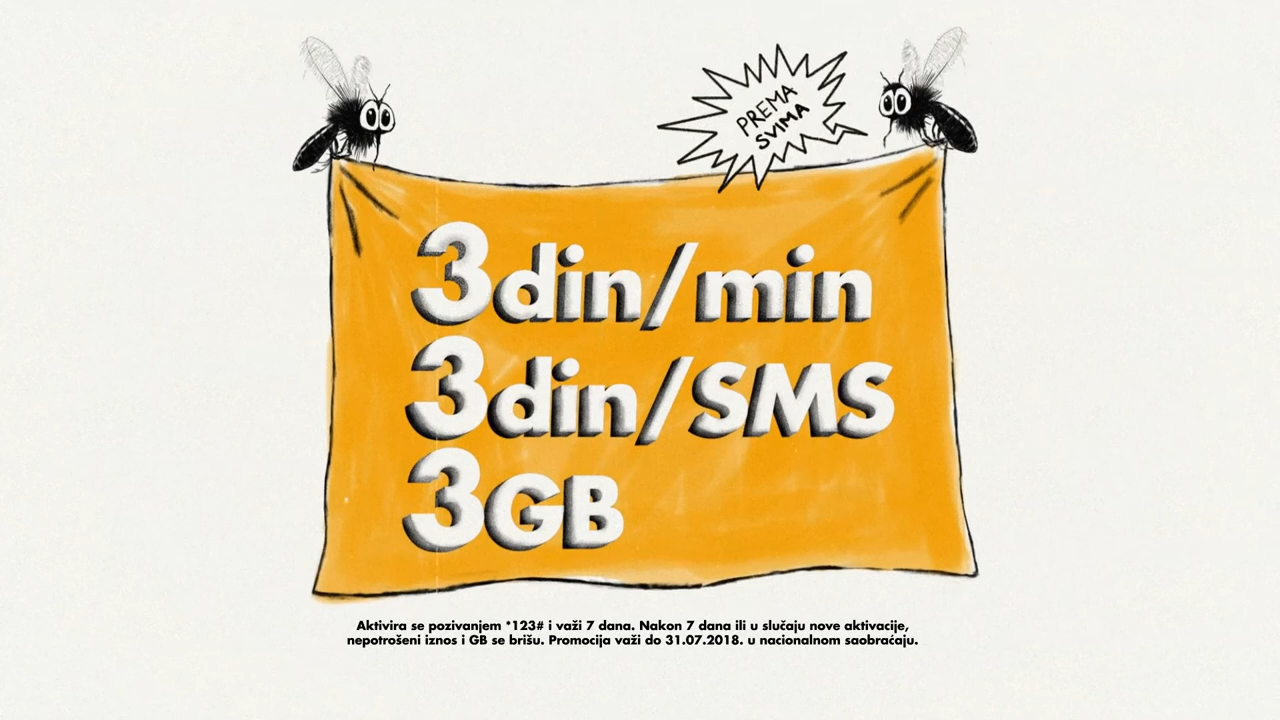 PREMA
SVIMA
3din/min
3din/SMS
3GB
Aktivira se pozivanjem *123# i važi 7 dana. Nakon 7 dana ili u slučaju nove aktivacije,
nepotrošeni iznos i GB se brišu. Promocija važi do 31.07.2018. u nacionalnom saobraćaju.